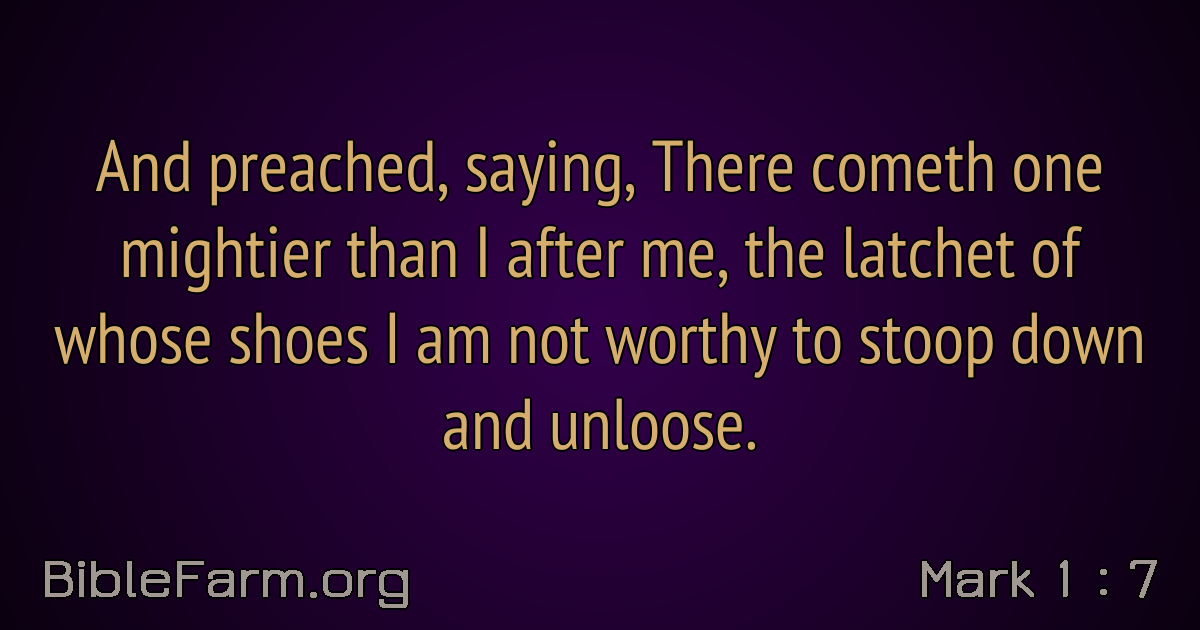 And preached, saying, There cometh one
mightier than I after me, the latchet of
whose shoes I am not worthy to stoop down
and unloose.
BibleFarm.org
Mark 1 : 7